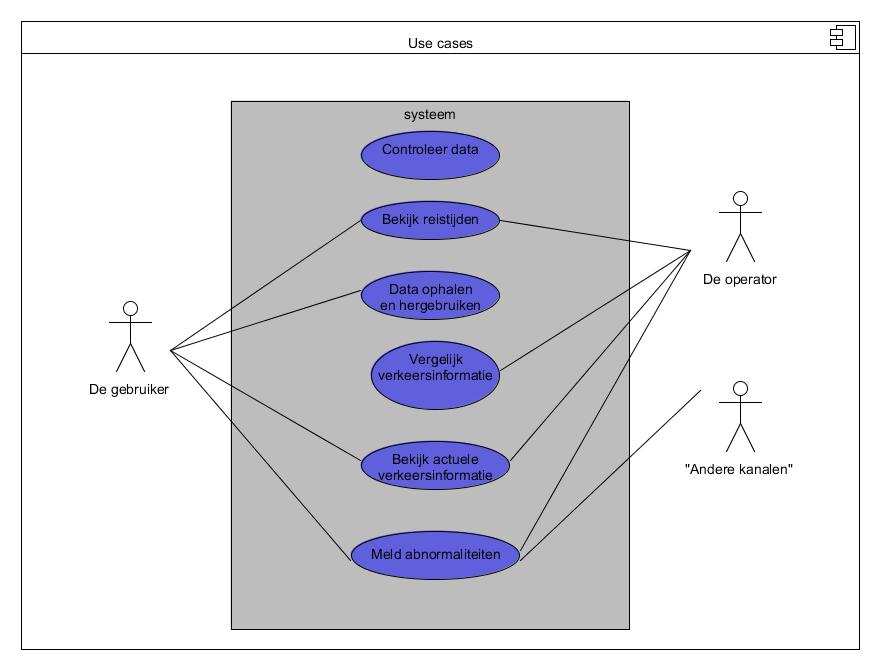 Use cases
systeem
Controleer data
Bekijk reistijden
Data ophalen
en hergebruiken
Vergelijk
verkeersinformatie
Bekijk actuele
verkeersinformatie
Meld abnormaliteiten
De gebruiker
De operator
"Andere kanalen"